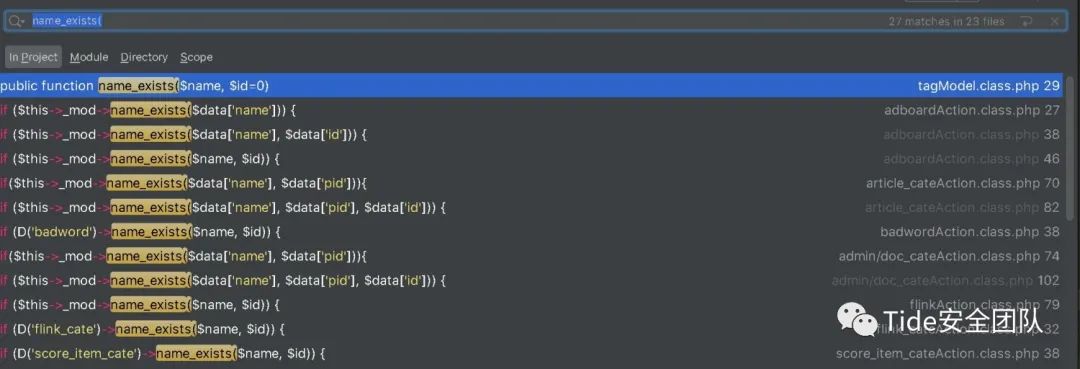 name_exists(
27 matches in 23 files
In Project Module Directory Scope
public function name_exists($name, $id=0) tagModel.class.php 29
if ($this->_mod->name_exists($data['name'])) { adboardAction.class.php 27
if ($this->_mod->name_exists($data['name'], $data['id'])) { adboardAction.class.php 38
if ($this->_mod->name_exists($name, $id)) { adboardAction.class.php 46
if($this->_mod->name_exists($data['name'], $data['pid'])){ article_cateAction.class.php 70
if ($this->_mod->name_exists($data['name'], $data['pid'], $data['id'])) { article_cateAction.class.php 82
if (D('badword')->name_exists($name, $id)) { badwordAction.class.php 38
if($this->_mod->name_exists($data['name'], $data['pid'])){ admin/doc_cateAction.class.php 74
if ($this->_mod->name_exists($data['name'], $data['pid'], $data['id'])) { admin/doc_cateAction.class.php 102
if ($this->_mod->name_exists($name, $id)) { flinkAction.class.php 79
if (D('flink_cate')->name_exists($name, $id)) { flink_cateAction.class.php 32
if (D('score_item_cate')->name_exists($name, $id)) { score_item_cateAction.class.php 38
Tide安全团队